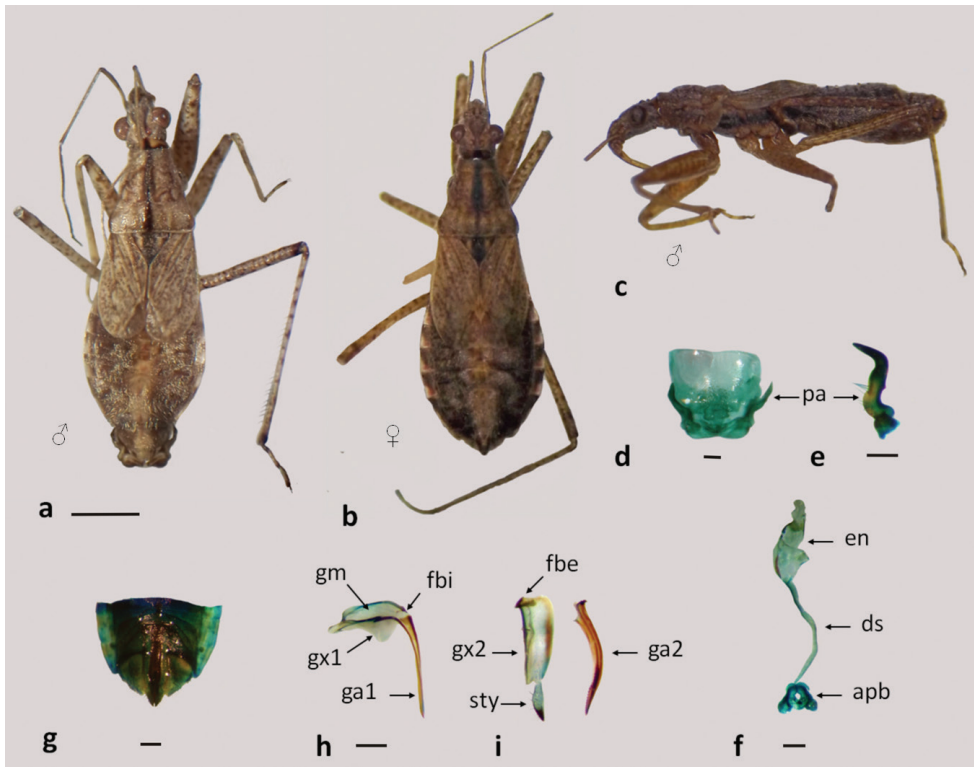 ♂
♀
♂
a
b
c
pa
d
e
en
ds
apb
f
gm
fbi
gx1
ga1
fbe
gx2
ga2
sty
g
h
i